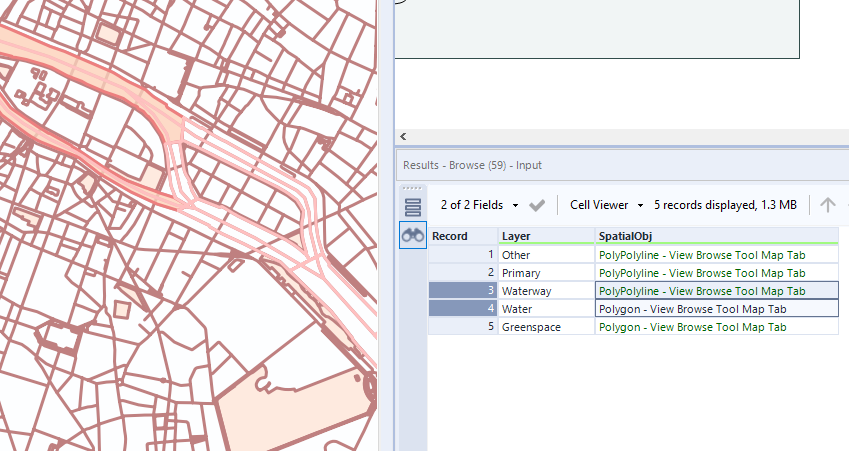 Results - Browse (59) - Input
2 of 2 Fields Cell Viewer 5 records displayed, 1.3 MB
Record Layer SpatialObj
1 Other PolyPolyline - View Browse Tool Map Tab
2 Primary PolyPolyline - View Browse Tool Map Tab
3 Waterway PolyPolyline - View Browse Tool Map Tab
4 Water Polygon - View Browse Tool Map Tab
5 Greenspace Polygon - View Browse Tool Map Tab